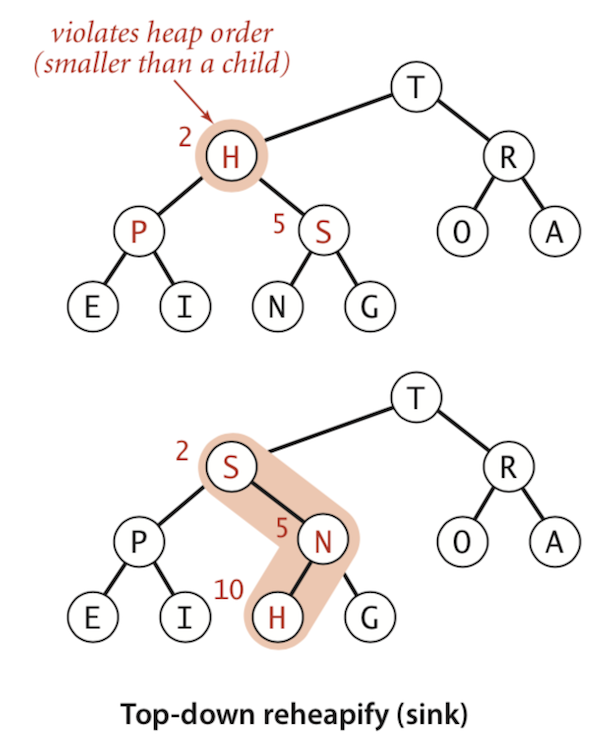 violates heap order
(smaller than a child)
T
2 H R
P 5 S O A
E I N G
T
2 S R
P 5 N O A
10
E I H G
Top-down reheapify (sink)